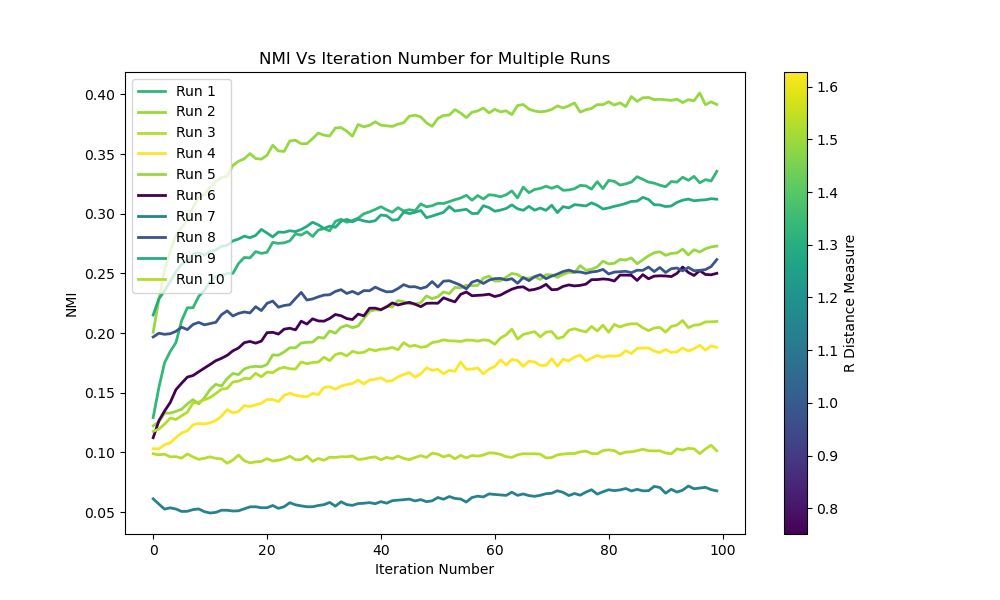 NMI Vs Iteration Number for Multiple Runs
Run 1
Run 2
Run 3
Run 4
Run 5
Run 6
Run 7
Run 8
Run 9
Run 10
NMI
0.40
0.35
0.30
0.25
0.20
0.15
0.10
0.05
0 20 40 60 80 100
Iteration Number
1.6
1.5
1.4
1.3
1.2
1.1
1.0
0.9
0.8
R Distance Measure